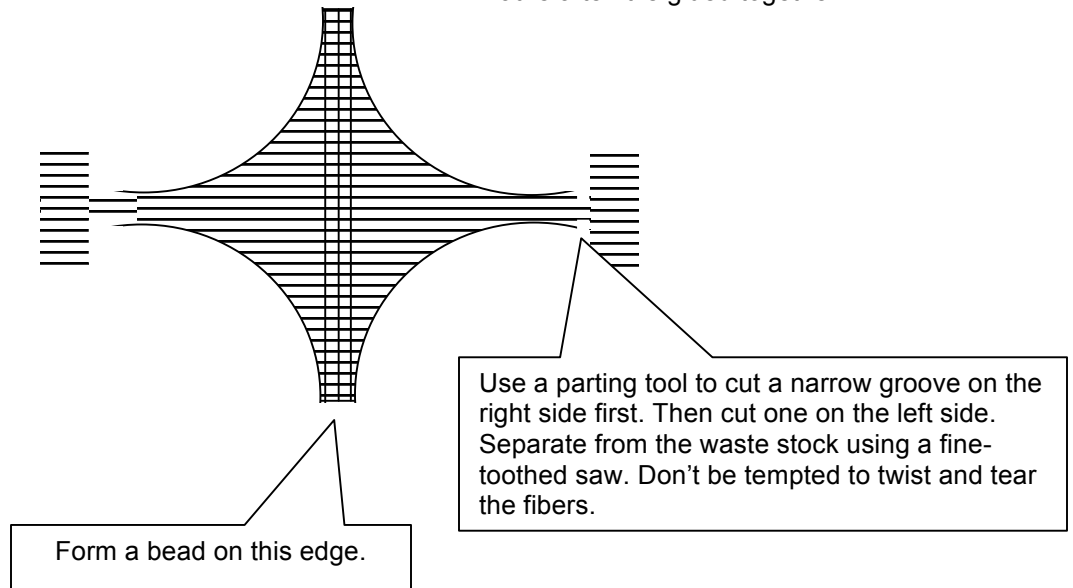 Use a parting tool to cut a narrow groove on the
right side first. Then cut one on the left side.
Separate from the waste stock using a fine-
toothed saw. Don't be tempted to twist and tear
the fibers.
Form a bead on this edge.